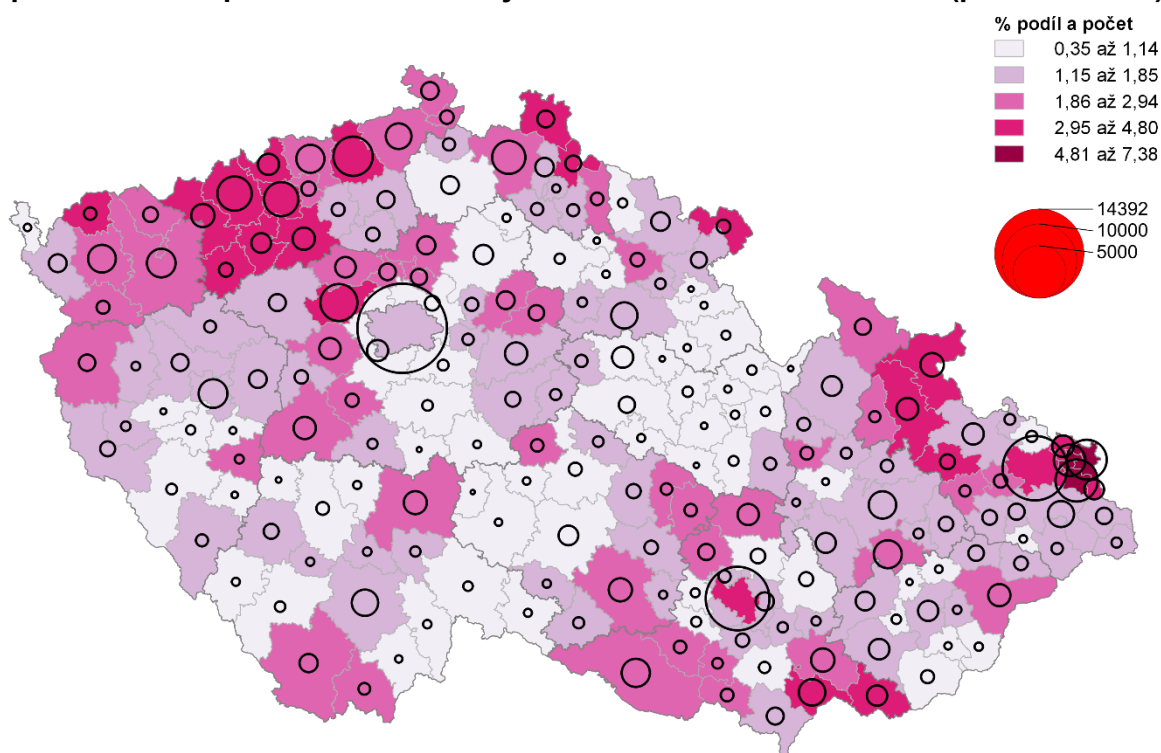 % podíl a počet
0,35 až 1,14
1,15 až 1,85
1,86 až 2,94
2,95 až 4,80
4,81 až 7,38
14392
10000
5000